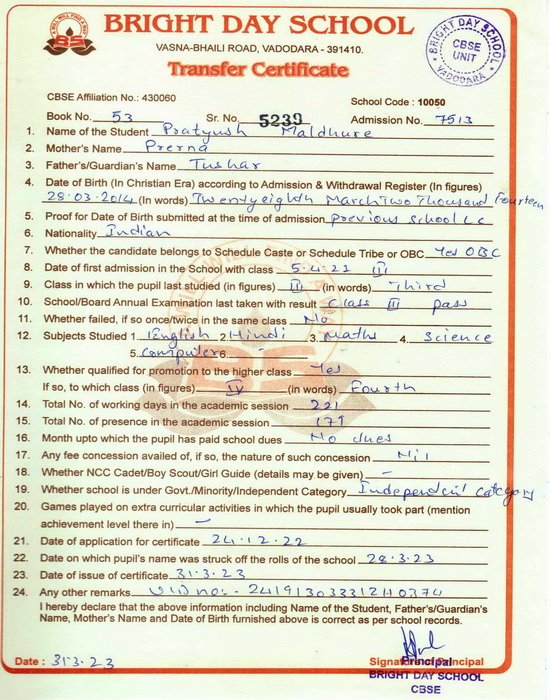 BRIGHT DAY SCHOOL
VASNA-BHAILI ROAD, VADODARA - 391410.
BRIGHT DAY SCHOOL
CBSE
UNIT
VADODARA
Transfer Certificate
CBSE Affiliation No.: 430060
School Code : 10050
Book No. 53 Sr. No. 5239 Admission No. 7513
1. Name of the Student Pratyush Maldhure
2. Mother's Name Prerna
3. Father's/Guardian's Name Tushar
4. Date of Birth (In Christian Era) according to Admission & Withdrawal Register (In figures)
28.03.2014 (In words) Twenty eighth March Two Thousand Fourteen
5. Proof for Date of Birth submitted at the time of admission previous school LC
6. Nationality Indian
7. Whether the candidate belongs to Schedule Caste or Schedule Tribe or OBC Yes OBC
8. Date of first admission in the School with class 5.4.22 III
9. Class in which the pupil last studied (in figures) III (in words) Third
10. School/Board Annual Examination last taken with result Class III pass
11. Whether failed, if so once/twice in the same class No
12. Subjects Studied 1. English 2. Hindi 3. Maths 4. Science
5. Computer 6. -
13. Whether qualified for promotion to the higher class Yes
If so, to which class (in figures) IV (in words) Fourth
14. Total No. of working days in the academic session 221
15. Total No. of presence in the academic session 179
16. Month upto which the pupil has paid school dues No dues
17. Any fee concession availed of, if so, the nature of such concession Nil
18. Whether NCC Cadet/Boy Scout/Girl Guide (details may be given) -
19. Whether school is under Govt./Minority/Independent Category Independent category
20. Games played on extra curricular activities in which the pupil usually took part (mention
achievement level there in) -
21. Date of application for certificate 24.12.22
22. Date on which pupil's name was struck off the rolls of the school 28.3.23
23. Date of issue of certificate 31.3.23
24. Any other remarks UID no:- 241913033312110374
I hereby declare that the above information including Name of the Student, Father's/Guardian's
Name, Mother's Name and Date of Birth furnished above is correct as per school records.
Date : 31.3.23
Principal
BRIGHT DAY SCHOOL
CBSE